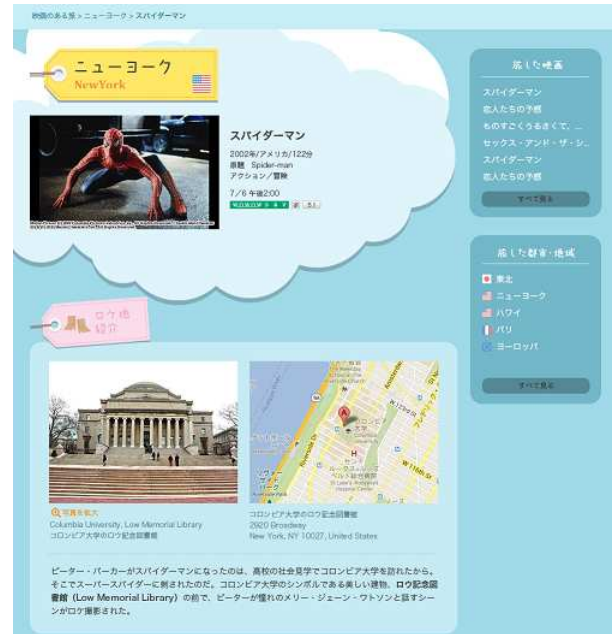 映画のある旅 > ニューヨーク > スパイダーマン
ニューヨーク
NewYork
スパイダーマン
2002年/アメリカ/122分
原題 Spider-man
アクション/冒険
7/6 午後2:00
ロケ地
紹介
写真を拡大
Columbia University, Low Memorial Library
コロンビア大学のロウ記念図書館
コロンビア大学のロウ記念図書館
2920 Broadway
New York, NY 10027, United States
ピーター・パーカーがスパイダーマンになったのは、高校の社会見学でコロンビア大学を訪れたから。
そこでスーパースパイダーに刺されたのだ。コロンビア大学のシンボルである美しい建物、ロウ記念図
書館(Low Memorial Library)の前で、ピーターが憧れのメリー・ジェーン・ワトソンと話すシー
ンがロケ撮影された。
旅した映画
スパイダーマン
恋人たちの予感
ものすごくうるさくて、...
セックス・アンド・ザ・シ...
スパイダーマン
恋人たちの予感
すべて見る
旅した都市・地域
東北
ニューヨーク
ハワイ
パリ
ヨーロッパ
すべて見る